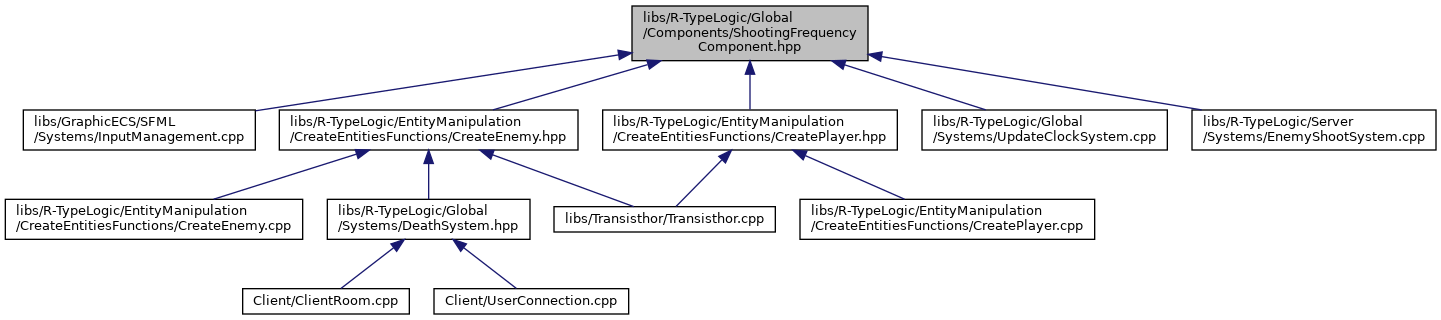 libs/R-TypeLogic/Global
/Components/ShootingFrequency
Component.hpp
libs/GraphicECS/SFML
/Systems/InputManagement.cpp
libs/R-TypeLogic/EntityManipulation
/CreateEntitiesFunctions/CreateEnemy.hpp
libs/R-TypeLogic/EntityManipulation
/CreateEntitiesFunctions/CreatePlayer.hpp
libs/R-TypeLogic/Global
/Systems/UpdateClockSystem.cpp
libs/R-TypeLogic/Server
/Systems/EnemyShootSystem.cpp
libs/R-TypeLogic/EntityManipulation
/CreateEntitiesFunctions/CreateEnemy.cpp
libs/R-TypeLogic/Global
/Systems/DeathSystem.hpp
libs/Transisthor/Transisthor.cpp
libs/R-TypeLogic/EntityManipulation
/CreateEntitiesFunctions/CreatePlayer.cpp
Client/ClientRoom.cpp
Client/UserConnection.cpp